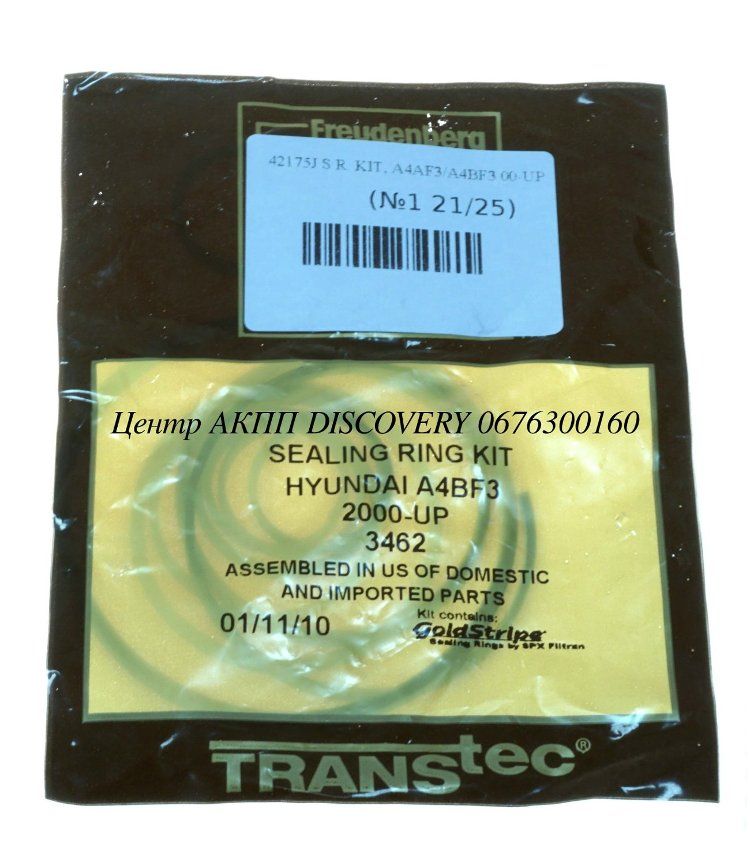 Freudenberg
42175J S R. KIT, A4AF3/A4BF3 00-UP
(№1 21/25)
Центр АКПП DISCOVERY 0676300160
SEALING RING KIT
HYUNDAI A4BF3
2000-UP
3462
ASSEMBLED IN US OF DOMESTIC
AND IMPORTED PARTS
01/11/10
Kit contains:
GoldStripe
Sealing Rings by SPX Filtran
TRANStec®